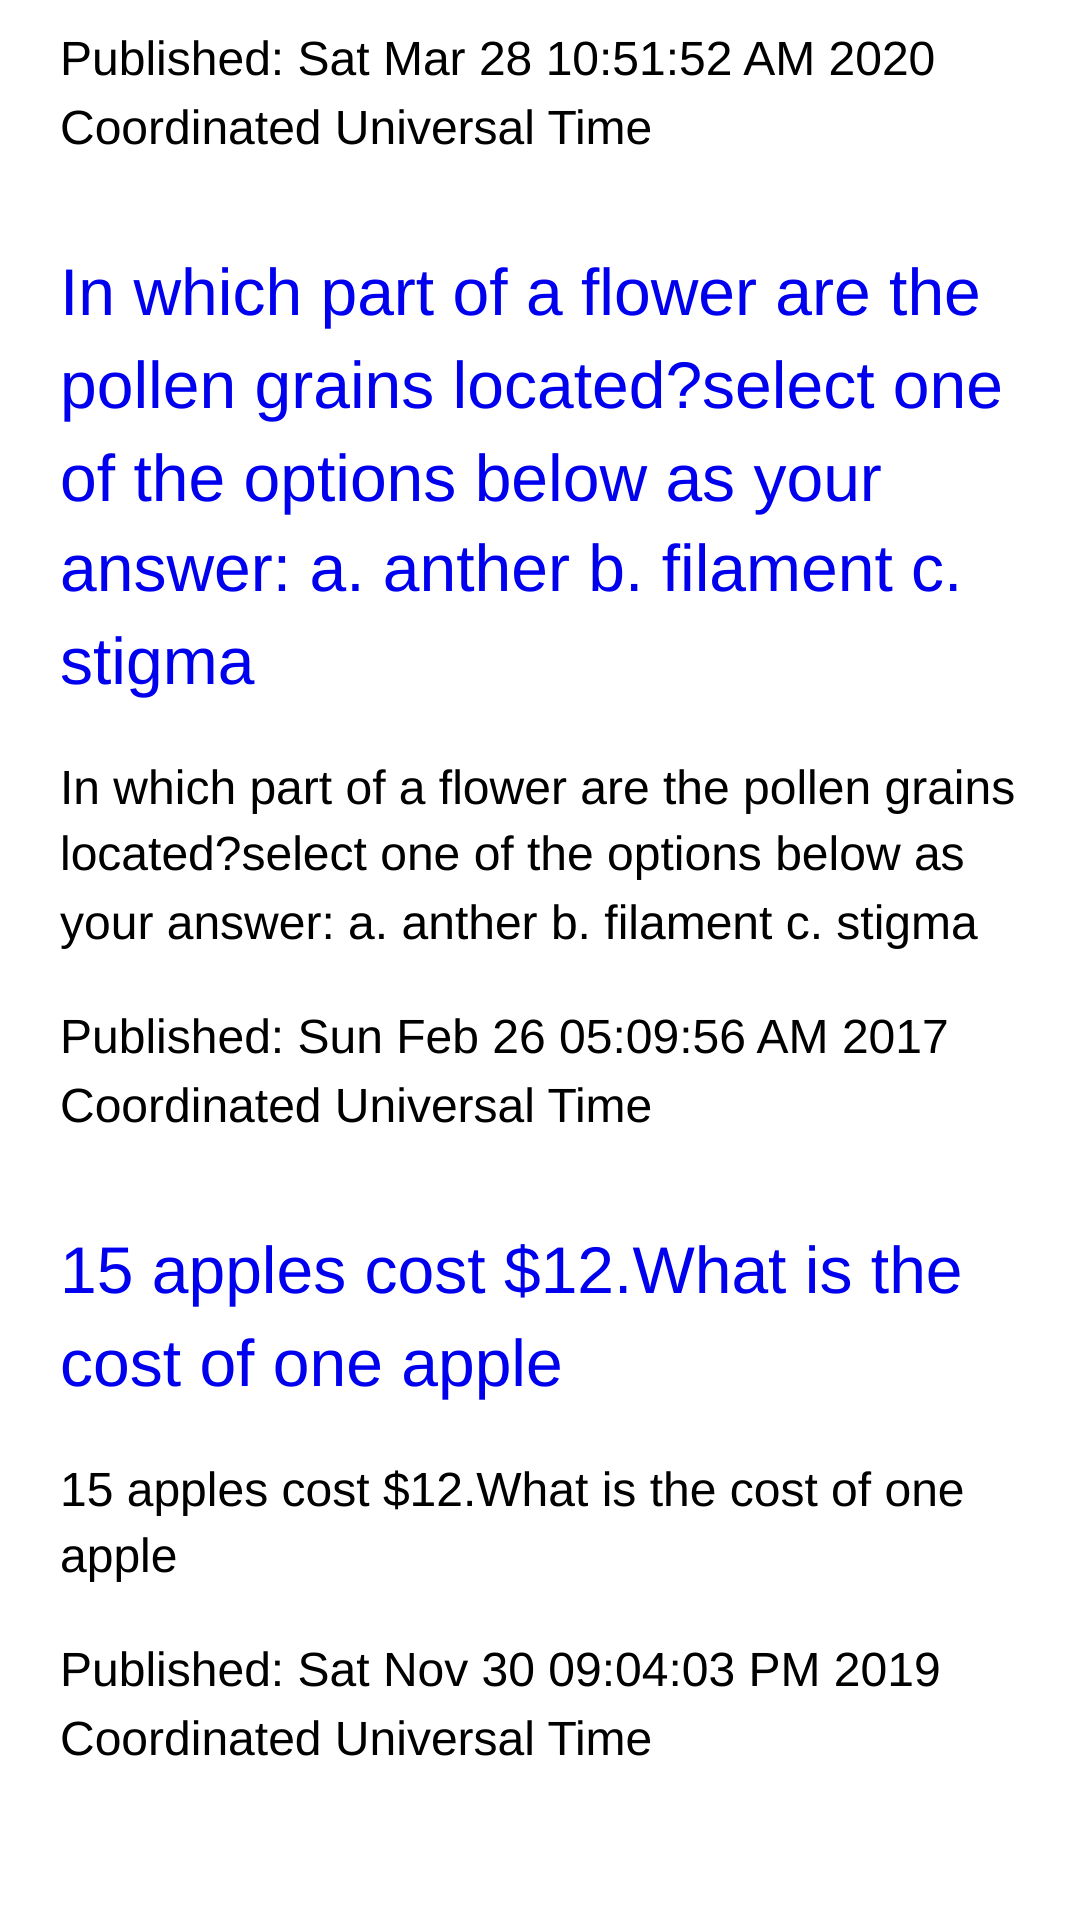 Published: Sat Mar 28 10:51:52 AM 2020
Coordinated Universal Time
In which part of a flower are the
pollen grains located?select one
of the options below as your
answer: a. anther b. filament c.
stigma
In which part of a flower are the pollen grains
located?select one of the options below as
your answer: a. anther b. filament c. stigma
Published: Sun Feb 26 05:09:56 AM 2017
Coordinated Universal Time
15 apples cost $12.What is the
cost of one apple
15 apples cost $12.What is the cost of one
apple
Published: Sat Nov 30 09:04:03 PM 2019
Coordinated Universal Time